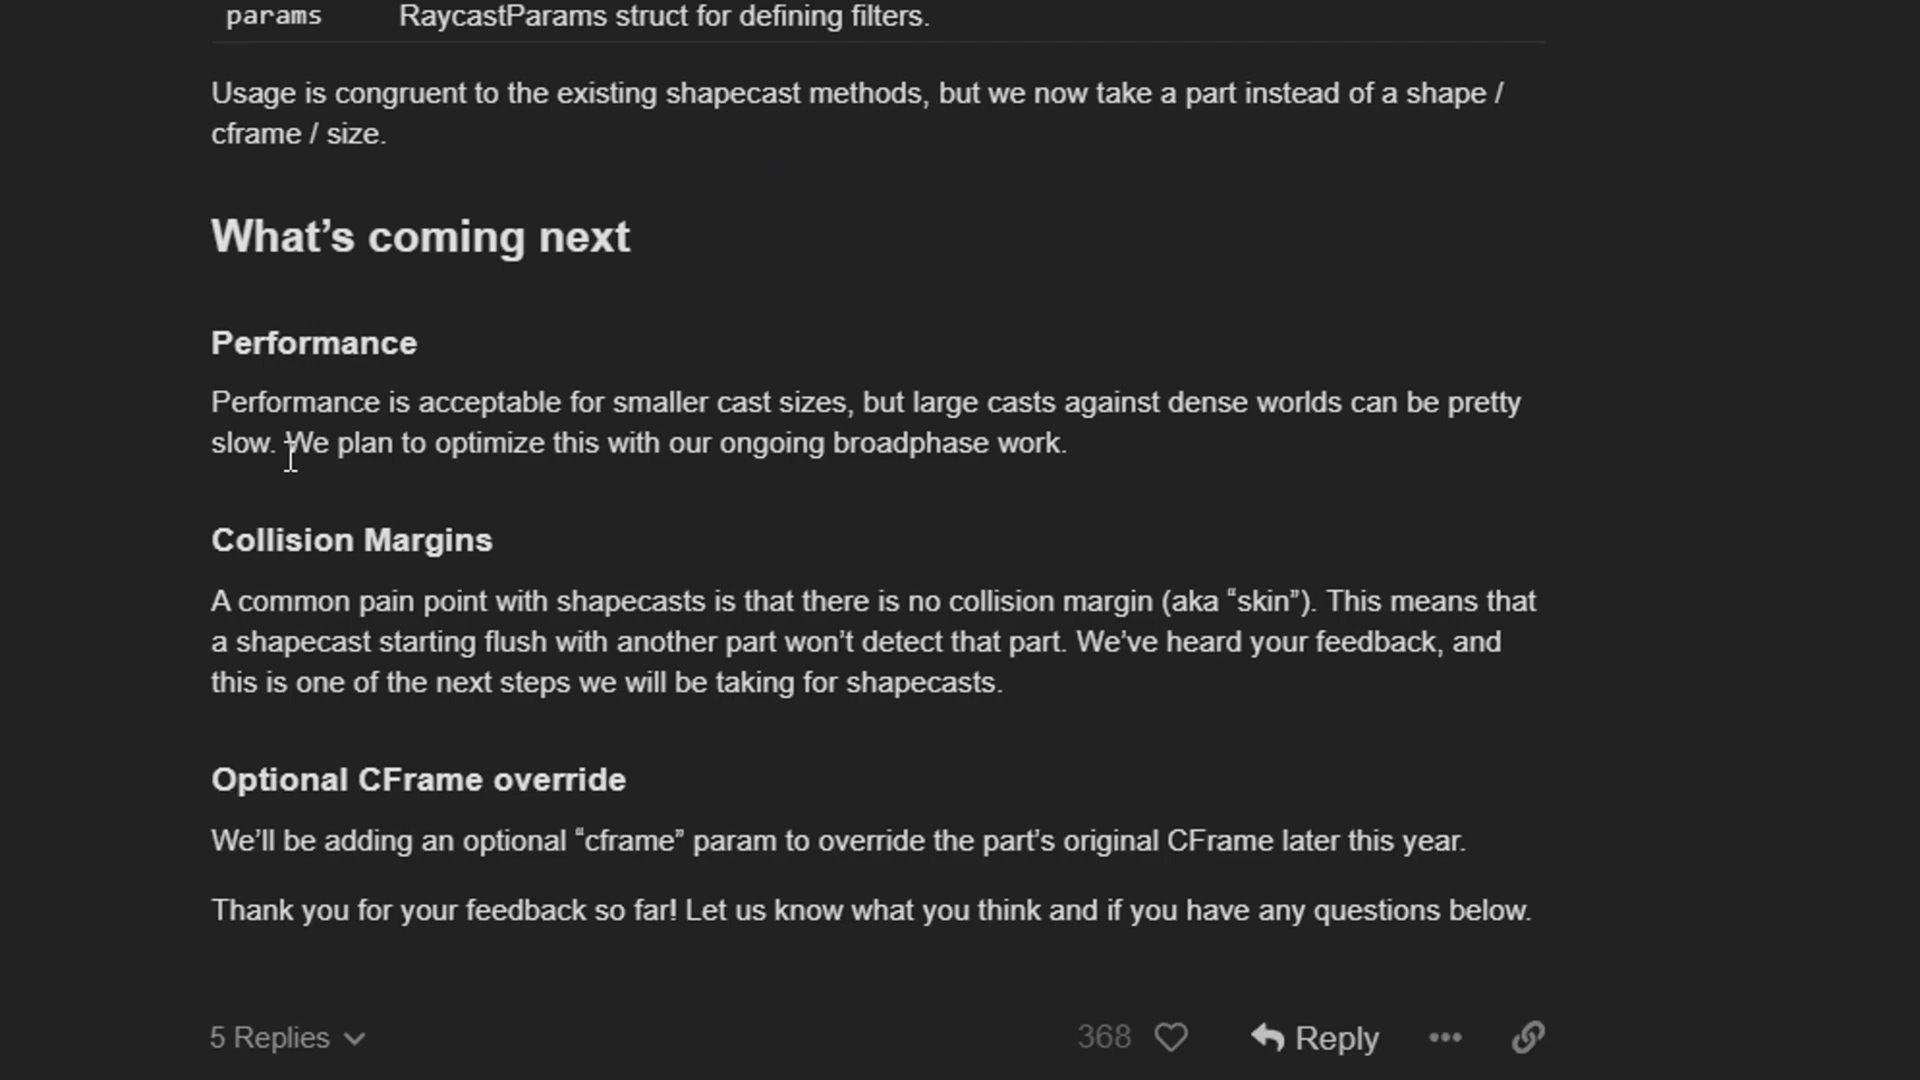 params RaycastParams struct for defining filters.
Usage is congruent to the existing shapecast methods, but we now take a part instead of a shape /
cframe / size.
What’s coming next
Performance
Performance is acceptable for smaller cast sizes, but large casts against dense worlds can be pretty
slow. We plan to optimize this with our ongoing broadphase work.
Collision Margins
A common pain point with shapecasts is that there is no collision margin (aka “skin”). This means that
a shapecast starting flush with another part won’t detect that part. We’ve heard your feedback, and
this is one of the next steps we will be taking for shapecasts.
Optional CFrame override
We’ll be adding an optional “cframe” param to override the part’s original CFrame later this year.
Thank you for your feedback so far! Let us know what you think and if you have any questions below.
5 Replies 368 Reply